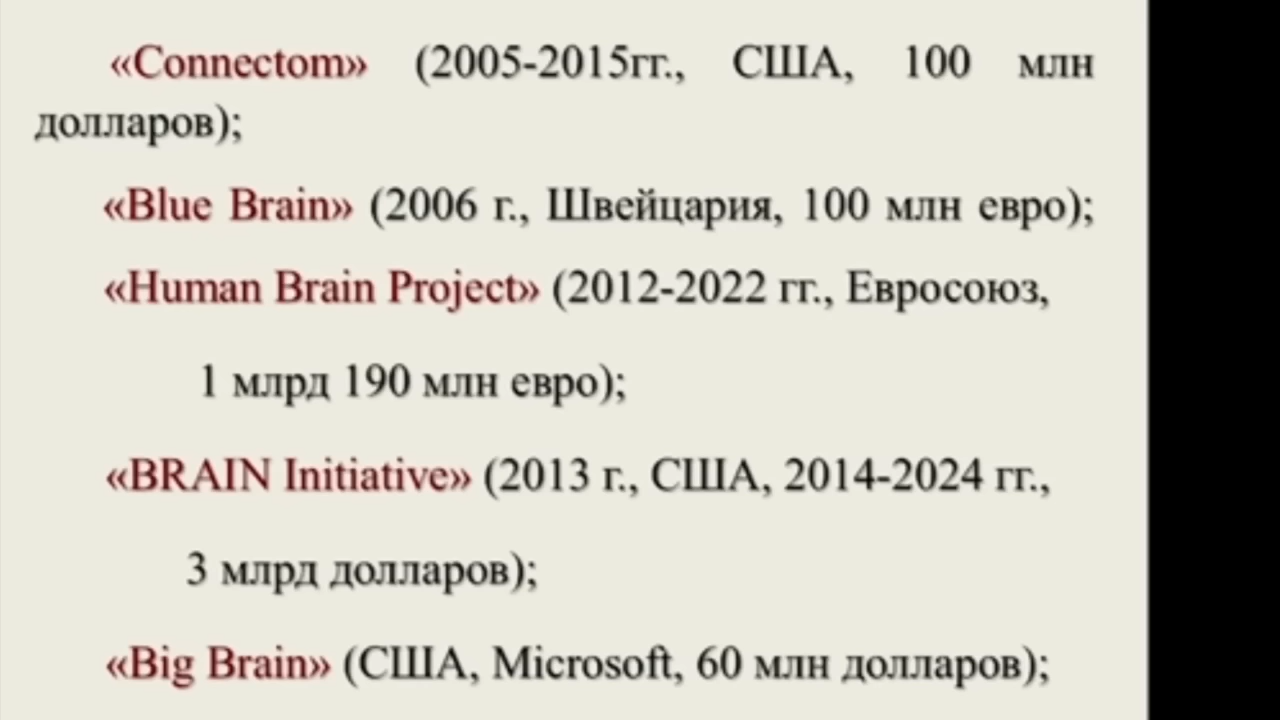 «Connectom» (2005-2015гг., США, 100 млн
долларов);
«Blue Brain» (2006 г., Швейцария, 100 млн евро);
«Human Brain Project» (2012-2022 гг., Евросоюз,
1 млрд 190 млн евро);
«BRAIN Initiative» (2013 г., США, 2014-2024 гг.,
3 млрд долларов);
«Big Brain» (США, Microsoft, 60 млн долларов);